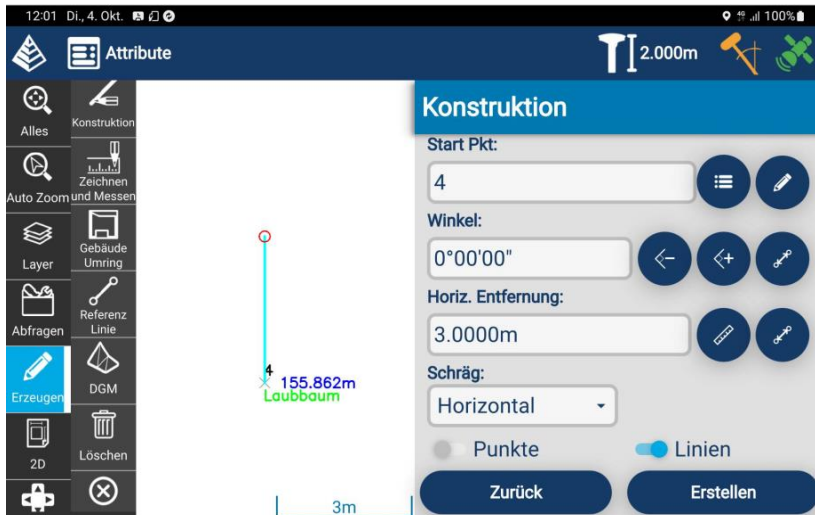 12:01 Di., 4. Okt.
100%
Attribute
2.000m
Alles
Auto Zoom
Layer
Abfragen
Erzeugen
2D
Konstruktion
Zeichnen
und Messen
Gebäude
Umring
Referenz
Linie
DGM
Löschen
4
155.862m
Laubbaum
3m
Konstruktion
Start Pkt:
4
Winkel:
0°00'00"
Horiz. Entfernung:
3.0000m
Schräg:
Horizontal
Punkte
Linien
Zurück
Erstellen